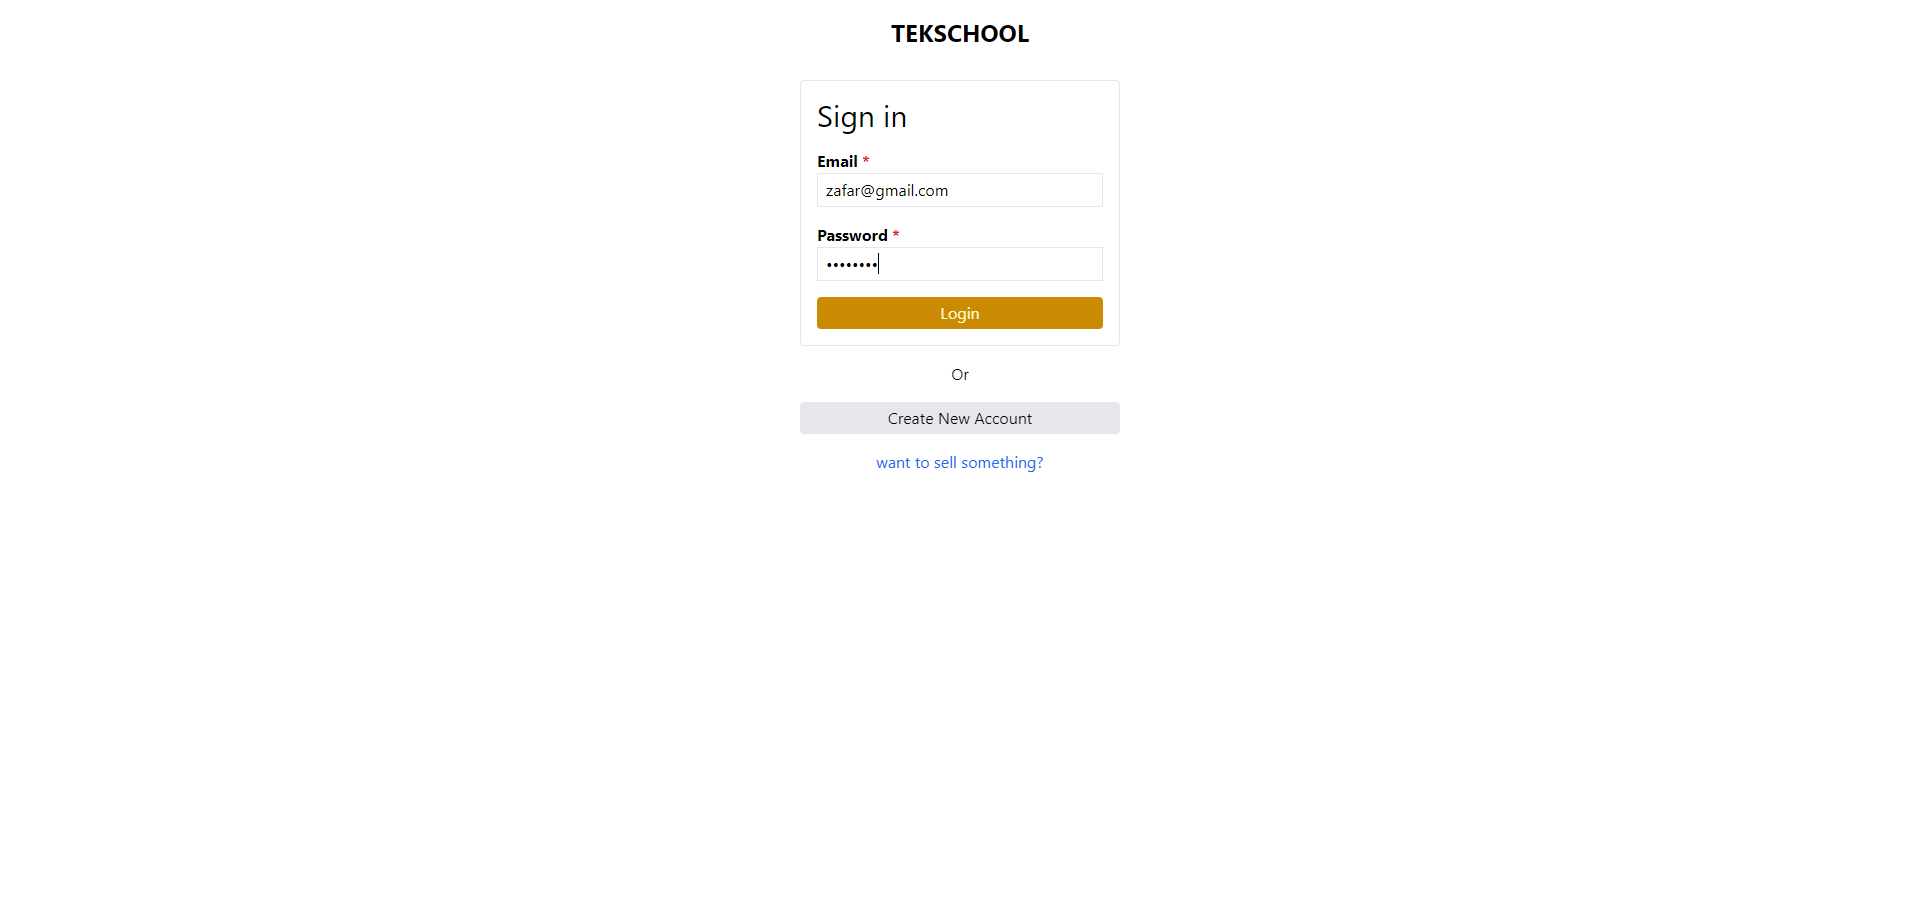 TEKSCHOOL
Sign in
Email *
zafar@gmail.com
Password *
••••••••
Login
Or
Create New Account
want to sell something?